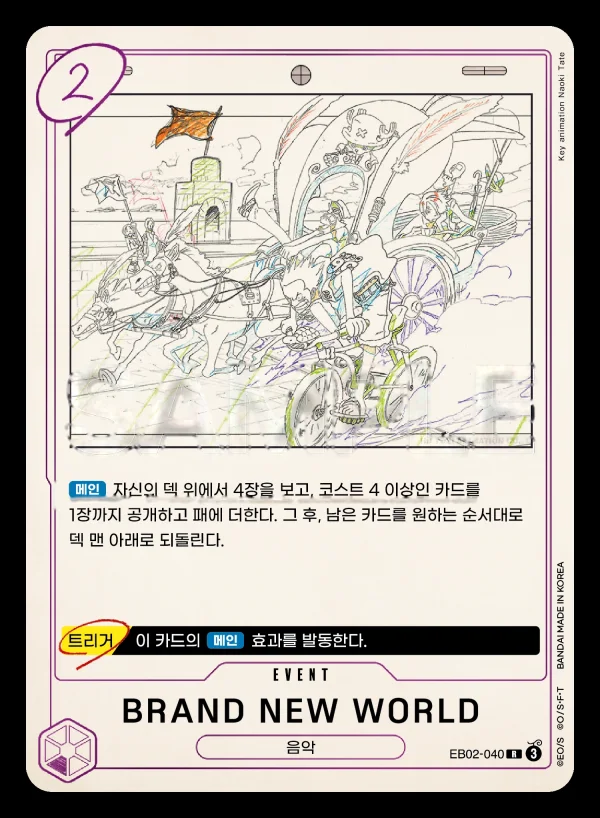 2
Key animation Naoki Tate
SAMPLE
메인 자신의 덱 위에서 4장을 보고, 코스트 4 이상인 카드를
1장까지 공개하고 패에 더한다. 그 후, 남은 카드를 원하는 순서대로
덱 맨 아래로 되돌린다.
트리거 이 카드의 메인 효과를 발동한다.
EVENT
BRAND NEW WORLD
음악
EB02-040 R 3
©EO/S ©O/S·F·T BANDAI MADE IN KOREA